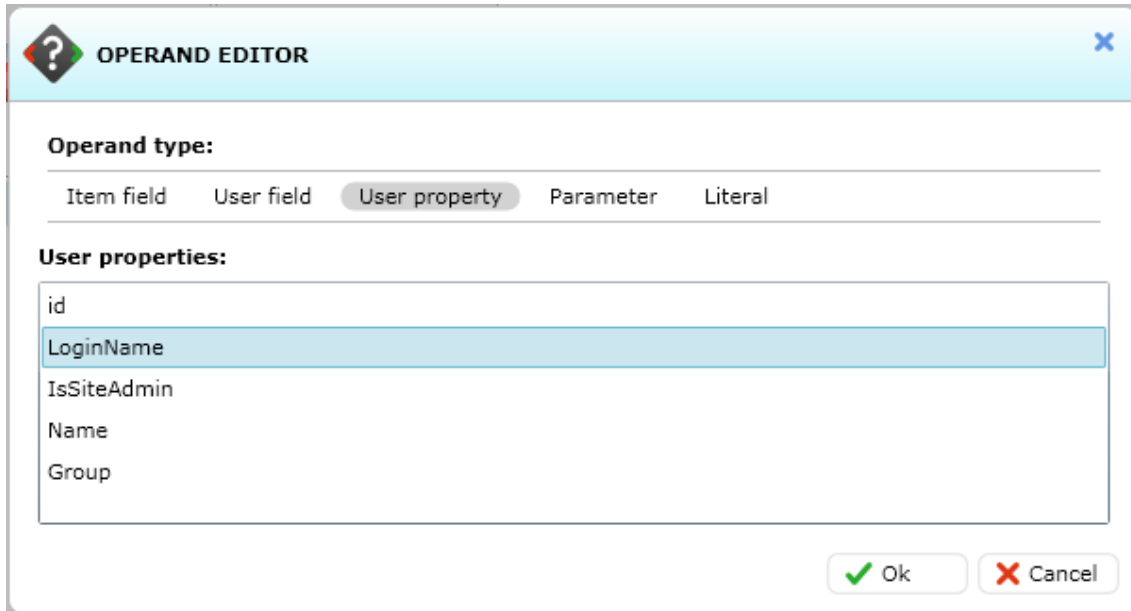 OPERAND EDITOR
Operand type:
Item field User field User property Parameter Literal
User properties:
id
LoginName
IsSiteAdmin
Name
Group
Ok Cancel